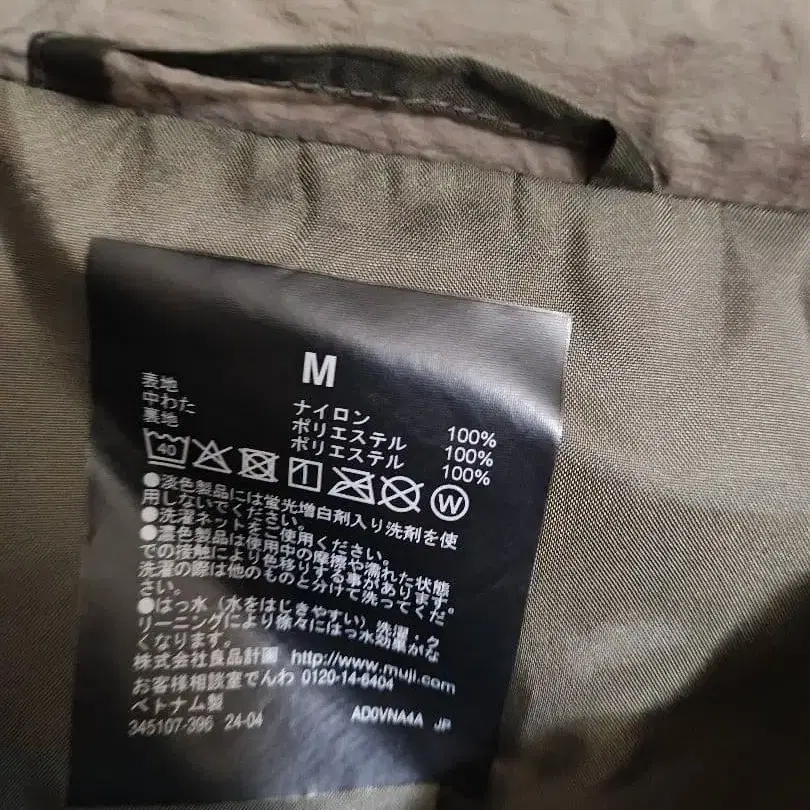 M
表地 ナイロン 100%
中わた ポリエステル 100%
裏地 ポリエステル 100%
40 W
●淡色製品には蛍光増白剤入り洗剤を使
用しないでください。
●洗濯ネットをご使用ください。
●濃色製品は使用中の摩擦や濡れた状態
での接触により色移りする事があります。
洗濯の際は他のものと分けて洗ってくだ
さい。
●はっ水（水をはじきやすい）洗濯・ク
リーニングにより徐々にはっ水効果がな
くなります。
株式会社良品計画 http://www.muji.com
お客様相談室でんわ 0120-14-6404
ベトナム製
345107-396 24-04 AD0VNA4A JP